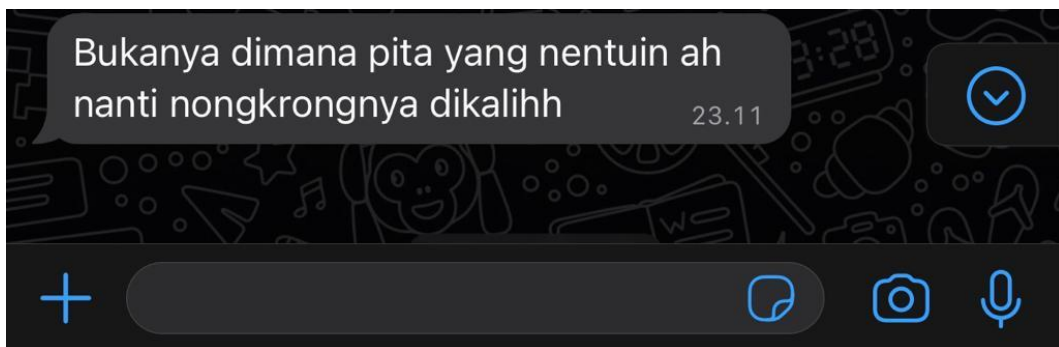 Bukanya dimana pita yang nentuin ah
nanti nongkrongnya dikalihh
23.11